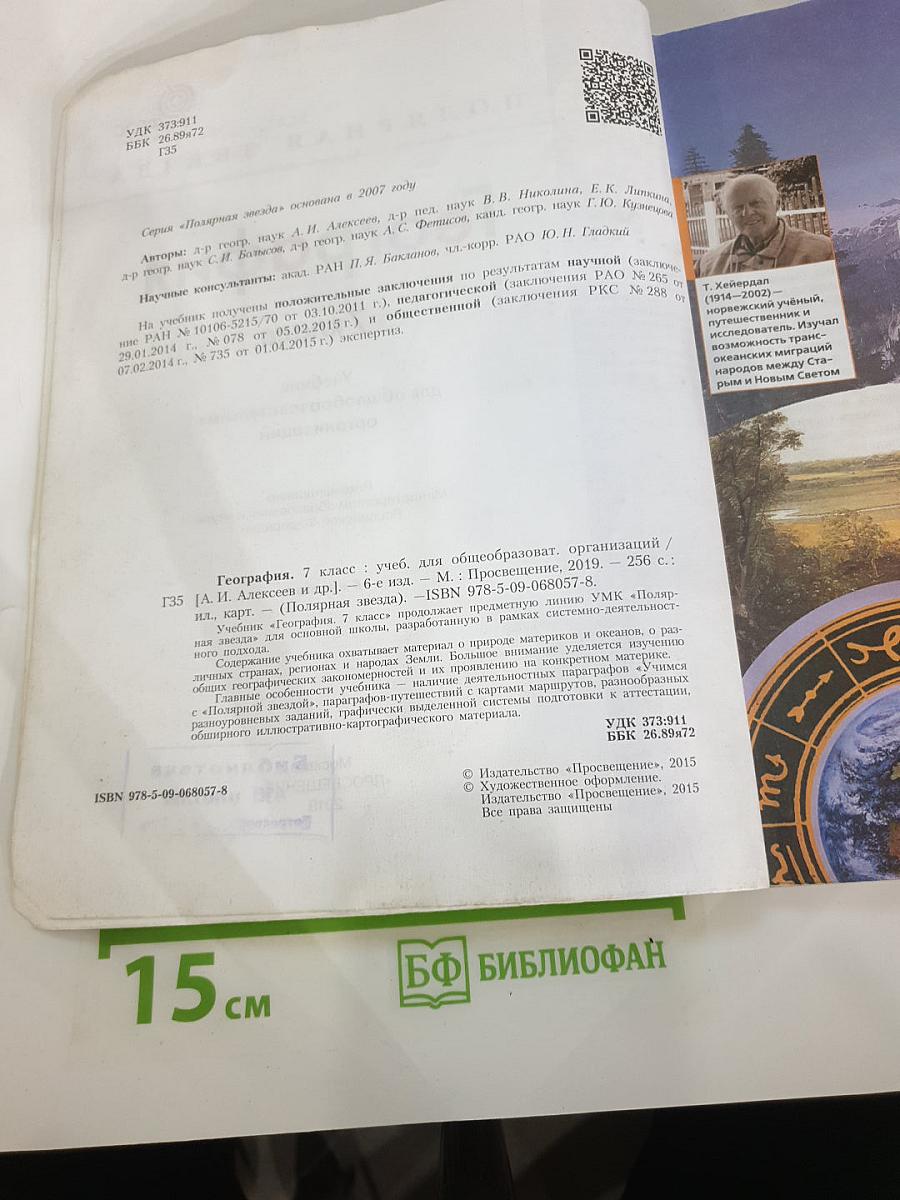 УДК 373:911
ББК 26.89я72
Г35
Серия «Полярная звезда» основана в 2007 году
Авторы: д-р геогр. наук А. И. Алексеев, д-р пед. наук В. В. Николина, Е. К. Липкина,
д-р геогр. наук С. И. Болысов, д-р геогр. наук А. С. Фетисов, канд. геогр. наук Г. Ю. Кузнецова
Научные консультанты: акад. РАН П. Я. Бакланов, чл.-корр. РАО Ю. Н. Гладкий
На учебник получены положительные заключения по результатам научной (заключе-
ние РАН № 10106-5215/70 от 03.10.2011 г.), педагогической (заключения РАО № 265 от
29.01.2014 г., № 078 от 05.02.2015 г.) и общественной (заключения РКС № 288 от
07.02.2014 г., № 735 от 01.04.2015 г.) экспертиз.
География. 7 класс : учеб. для общеобразоват. организаций /
Г35 [А. И. Алексеев и др.]. — 6-е изд. — М. : Просвещение, 2019. — 256 с. :
ил., карт. — (Полярная звезда). — ISBN 978-5-09-068057-8.
Учебник «География. 7 класс» продолжает предметную линию УМК «Поляр-
ная звезда» для основной школы, разработанную в рамках системно-деятельност-
ного подхода.
Содержание учебника охватывает материал о природе материков и океанов, о раз-
личных странах, регионах и народах Земли. Большое внимание уделяется изучению
общих географических закономерностей и их проявлению на конкретном материке.
Главные особенности учебника — наличие деятельностных параграфов «Учимся
с «Полярной звездой», параграфов-путешествий с картами маршрутов, разнообразных
разноуровневых заданий, графически выделенной системы подготовки к аттестации,
обширного иллюстративно-картографического материала.
УДК 373:911
ББК 26.89я72
ISBN 978-5-09-068057-8
© Издательство «Просвещение», 2015
© Художественное оформление.
Издательство «Просвещение», 2015
Все права защищены
Т. Хейердал
(1914—2002) —
норвежский учёный,
путешественник и
исследователь. Изучал
возможность транс-
океанских миграций
народов между Ста-
рым и Новым Светом
15 см
БФ БИБЛИОФАН